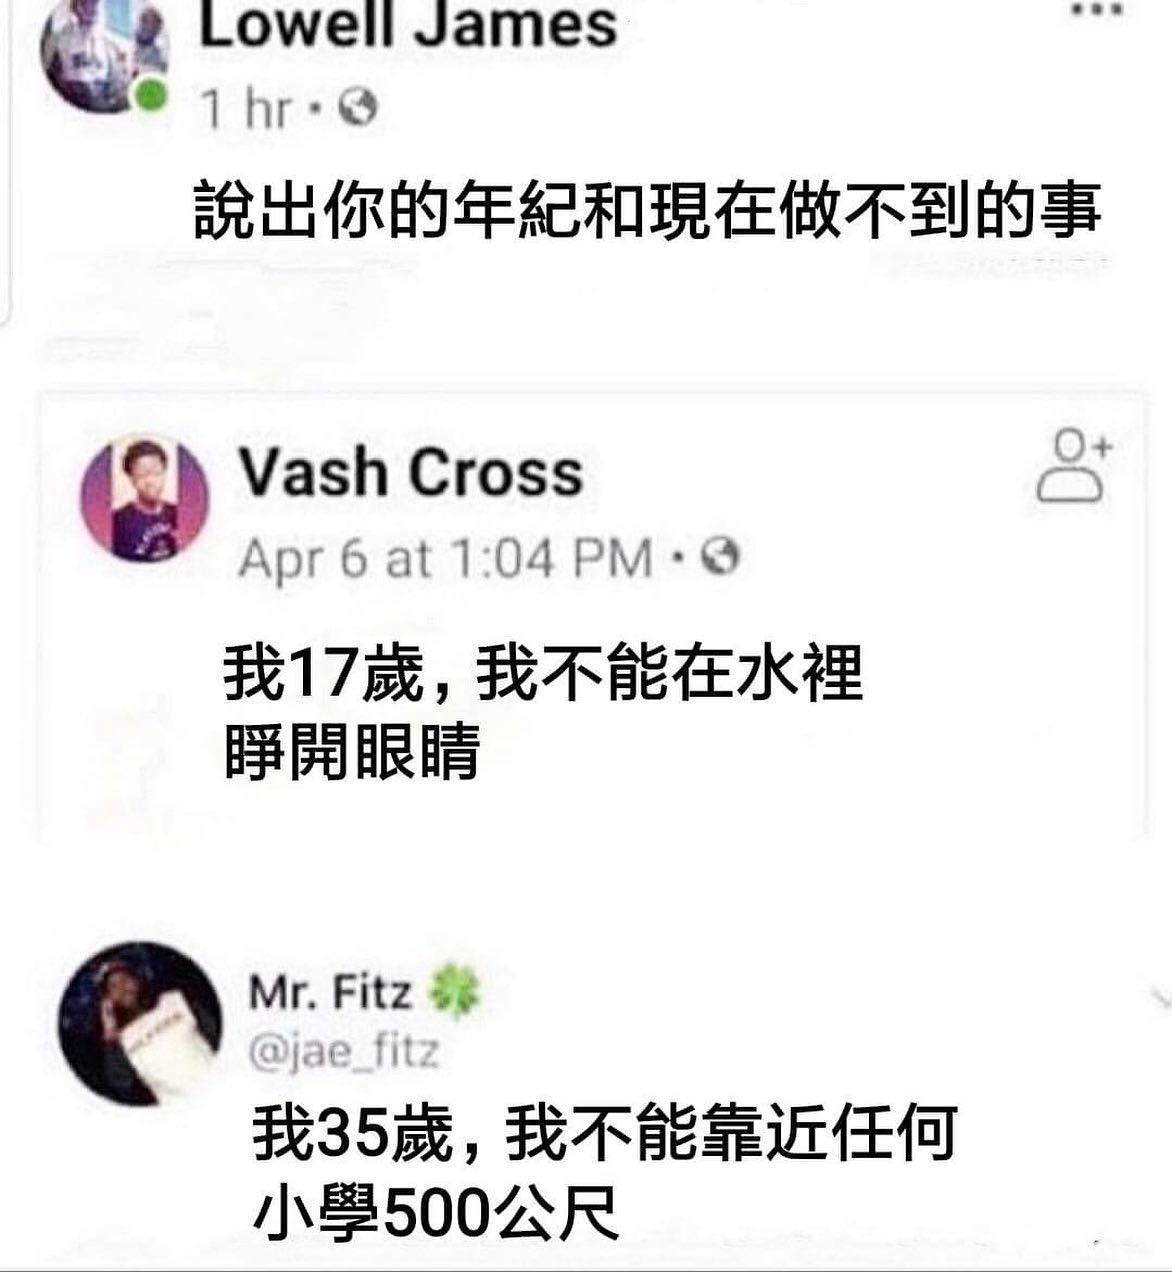 Lowell James
1 hr ·
說出你的年紀和現在做不到的事
Vash Cross
Apr 6 at 1:04 PM ·
我17歲, 我不能在水裡
睜開眼睛
Mr. Fitz 🍀
@jae_fitz
我35歲, 我不能靠近任何
小學500公尺